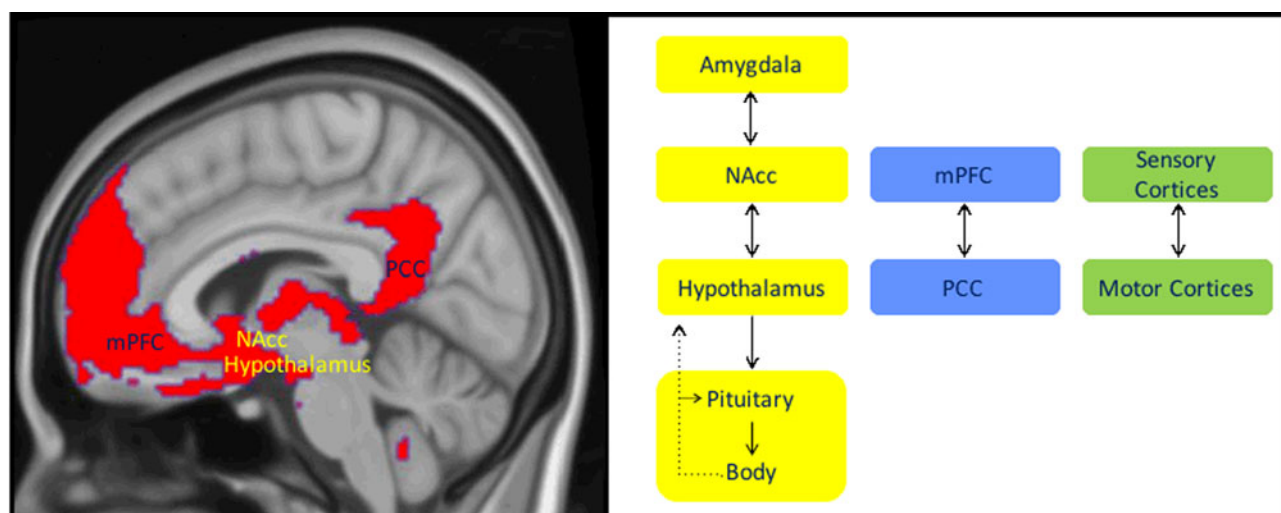 PCC
mPFC
NAcc
Hypothalamus
Amygdala
NAcc
mPFC
Sensory
Cortices
Hypothalamus
PCC
Motor Cortices
Pituitary
Body